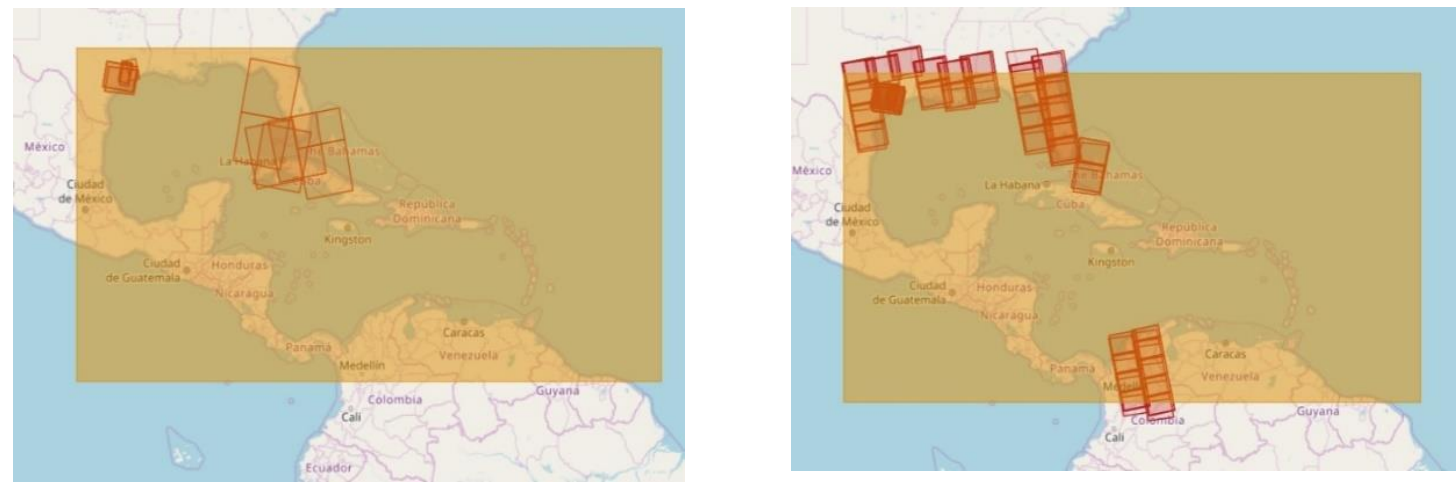 México
La Habana
The Bahamas
Cuba
Ciudad
de México
República
Dominicana
Kingston
Ciudad
de Guatemala
Honduras
Nicaragua
Caracas
Panamá
Venezuela
Medellín
Guyana
Colombia
Cali
Ecuador
México
The Bahamas
La Habana
Cuba
Ciudad
de México
República
Dominicana
Kingston
Ciudad
de Guatemala
Honduras
Nicaragua
Caracas
Panamá
Venezuela
Guyana
Colombia
Cali